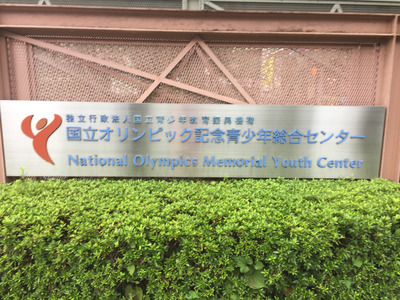 独立行政法人国立青少年教育振興機構
国立オリンピック記念青少年総合センター
National Olympics Memorial Youth Center